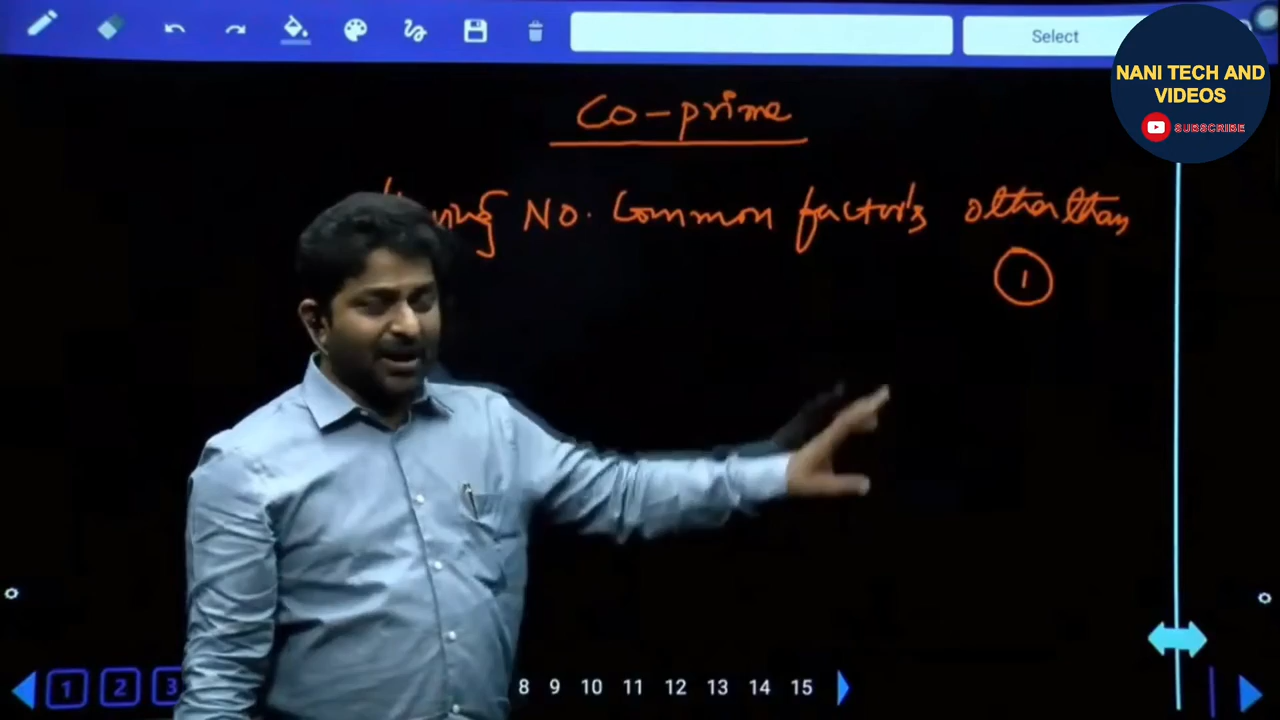 Select
NANI TECH AND
VIDEOS
SUBSCRIBE
Co-prime
No. Common factor's other than
1
1 2 3 8 9 10 11 12 13 14 15